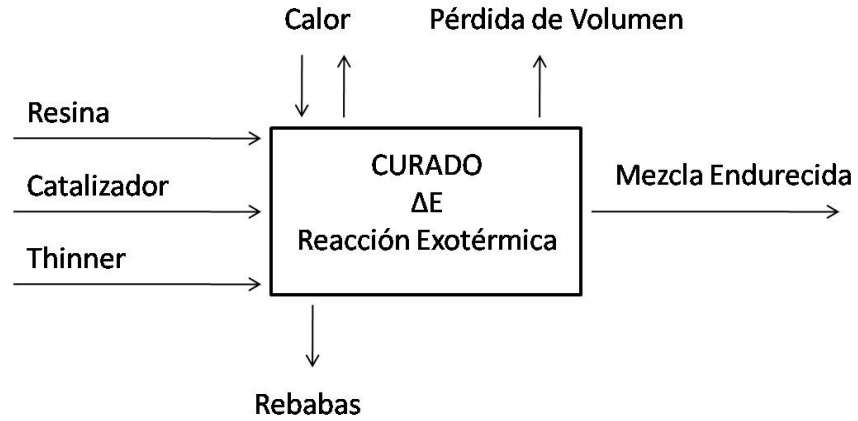 Calor
Pérdida de Volumen
Resina
Catalizador
Thinner
CURADO
ΔE
Reacción Exotérmica
Mezcla Endurecida
Rebabas